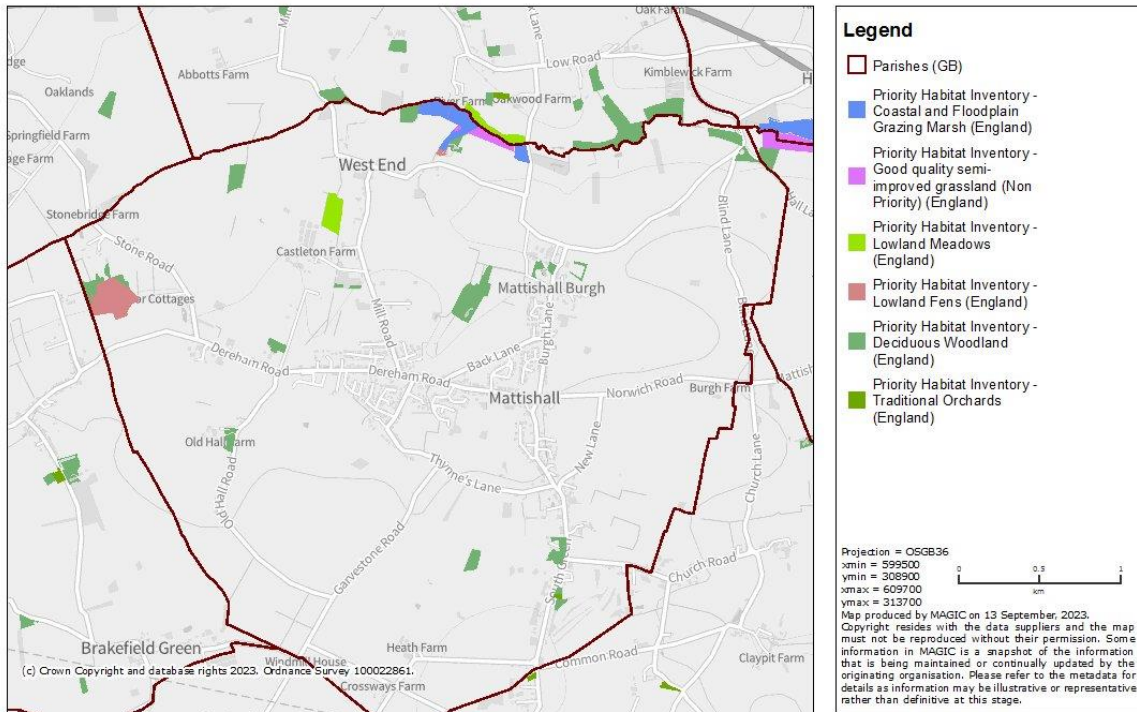 Oak Farm
Low Road
Abbotts Farm
Kimblewick Farm
H
Oaklands
Oakwood Farm
Springfield Farm
West End
Stonebridge Farm
Stone Road
Blind Lane
Castleton Farm
Mattishall Burgh
Cottages
Mill Road
Burgh Lane
Back Lane
Dereham Road
Dereham Road
Norwich Road
Burgh Farm
Mattishall
Old Hall Farm
New Lane
Thynne's Lane
Old Hall Road
Church Lane
Garvestone Road
Church Road
South Green
Brakefield Green
Windmill House
Heath Farm
Common Road
Claypit Farm
Crossways Farm
(c) Crown Copyright and database rights 2023. Ordnance Survey 100022861.
Legend
Parishes (GB)
Priority Habitat Inventory -
Coastal and Floodplain
Grazing Marsh (England)
Priority Habitat Inventory -
Good quality semi-
improved grassland (Non
Priority) (England)
Priority Habitat Inventory -
Lowland Meadows
(England)
Priority Habitat Inventory -
Lowland Fens (England)
Priority Habitat Inventory -
Deciduous Woodland
(England)
Priority Habitat Inventory -
Traditional Orchards
(England)
Projection = OSGB36
xmin = 599500
ymin = 308900
xmax = 609700
ymax = 313700
0 0.5 1
km
Map produced by MAGIC on 13 September, 2023.
Copyright resides with the data suppliers and the map
must not be reproduced without their permission. Some
information in MAGIC is a snapshot of the information
that is being maintained or continually updated by the
originating organisation. Please refer to the metadata for
details as information may be illustrative or representative
rather than definitive at this stage.